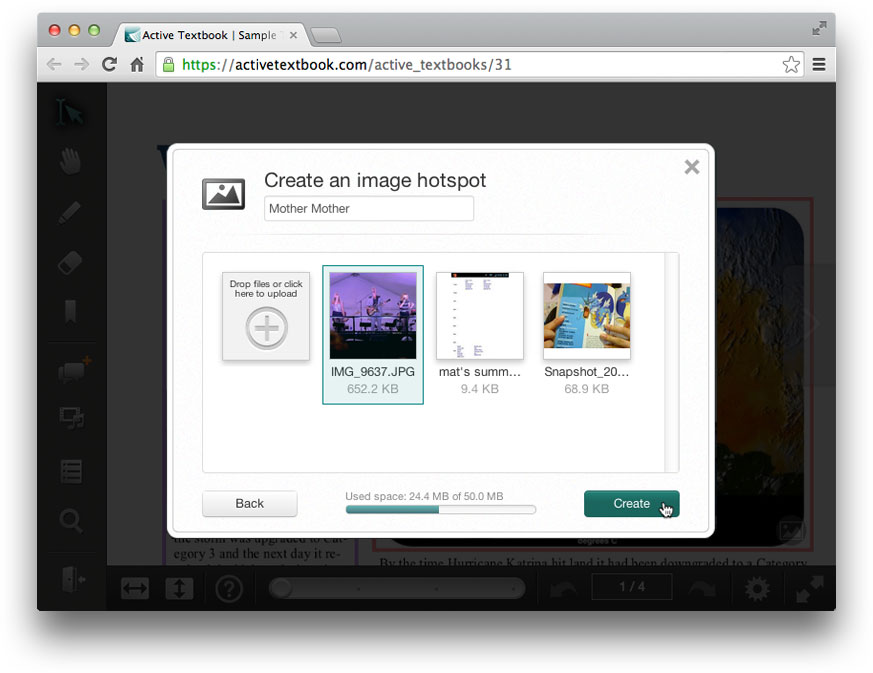 Active Textbook | Sample
https://activetextbook.com/active_textbooks/31
Create an image hotspot
Mother Mother
Drop files or click
here to upload
IMG_9637.JPG
652.2 KB
mat's summ...
9.4 KB
Snapshot_20...
68.9 KB
Back
Used space: 24.4 MB of 50.0 MB
Create
the storm was upgraded to Cat-
egory 3 and the next day it re-
Degrees C
By the time Hurricane Katrina hit land it had been downgraded to a Category
?
1 / 4